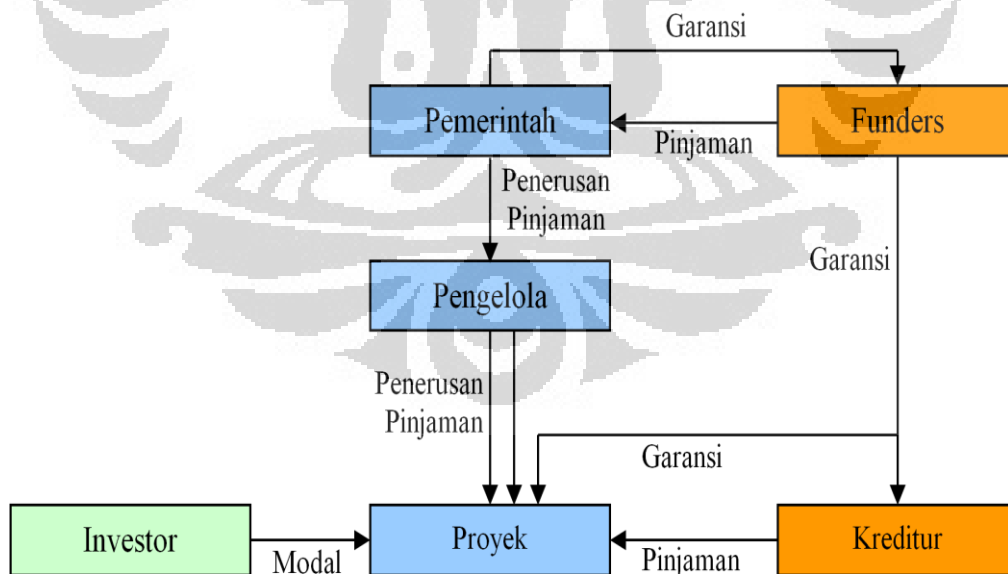 Garansi
Pemerintah
Funders
Pinjaman
Penerusan
Pinjaman
Garansi
Pengelola
Penerusan
Pinjaman
Garansi
Investor
Modal
Proyek
Pinjaman
Kreditur